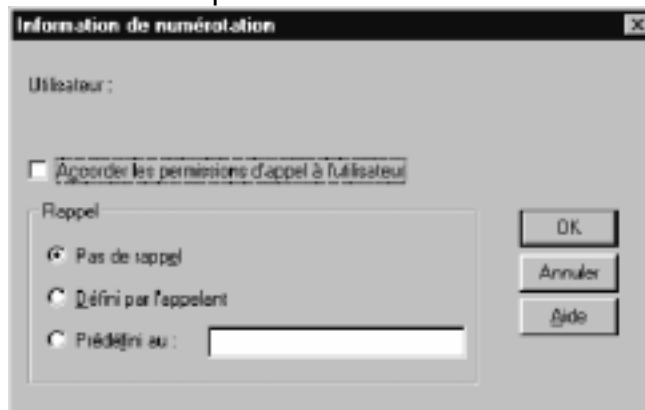 Information de numérotation
Utilisateur :
Accorder les permissions d'appel à l'utilisateur
Rappel
Pas de rappel
Défini par l'appelant
Prédéfini au :
OK
Annuler
Aide